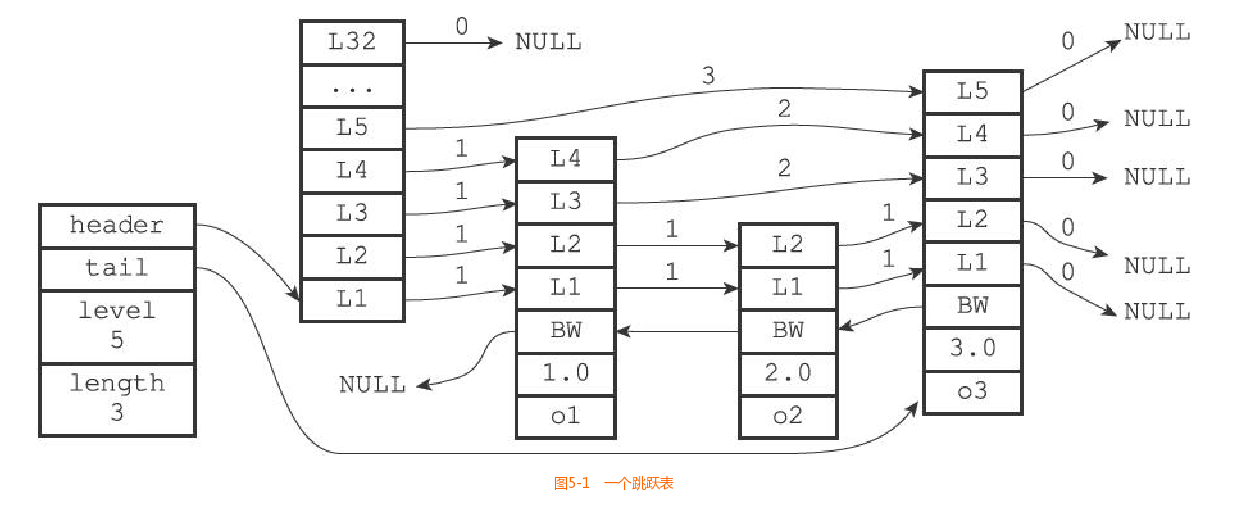 header
tail
level
5
length
3
L32
...
L5
L4
L3
L2
L1
0
NULL
3
1
1
1
1
L4
L3
L2
L1
BW
1.0
o1
NULL
2
2
1
1
L2
L1
BW
2.0
o2
1
1
L5
L4
L3
L2
L1
BW
3.0
o3
0
NULL
0
NULL
0
NULL
0
NULL
0
NULL
图5-1 一个跳跃表